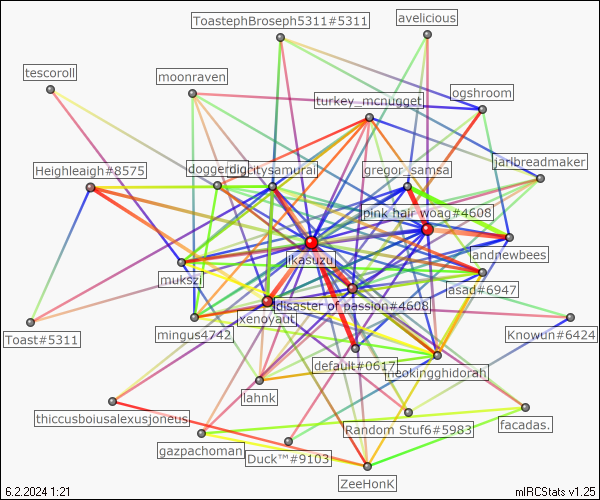 ToastephBroseph5311#5311
avelicious
tescoroll
moonraven
ogshroom
turkey_mcnugget
jarlbreadmaker
Heighleaigh#8575
doggerdigcitysamurai
gregor_samsa
pink hair woag#4608
andnewbees
ikasuzu
mukszi
asad#6947
disaster of passion#4608
xenovaut
Toast#5311
mingus4742
Knowun#6424
default#0617
neokingghidorah
lahnk
thiccusboiusalexusjoneus
Random Stuf6#5983
facadas.
gazpachoman
Duck™#9103
ZeeHonK
6.2.2024 1:21
mIRCStats v1.25